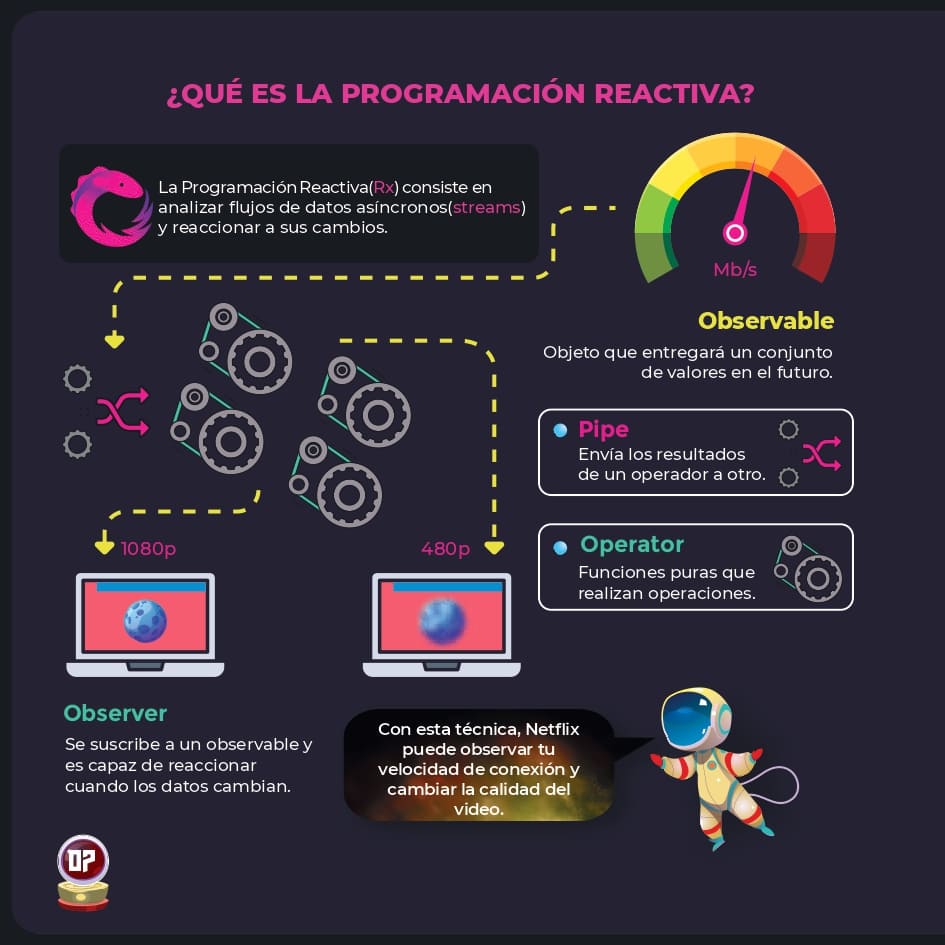 ¿QUÉ ES LA PROGRAMACIÓN REACTIVA?
La Programación Reactiva(Rx) consiste en
analizar flujos de datos asíncronos(streams)
y reaccionar a sus cambios.
Mb/s
Observable
Objeto que entregará un conjunto
de valores en el futuro.
Pipe
Envía los resultados
de un operador a otro.
Operator
Funciones puras que
realizan operaciones.
1080p
480p
Observer
Se suscribe a un observable y
es capaz de reaccionar
cuando los datos cambian.
Con esta técnica, Netflix
puede observar tu
velocidad de conexión y
cambiar la calidad del
video.